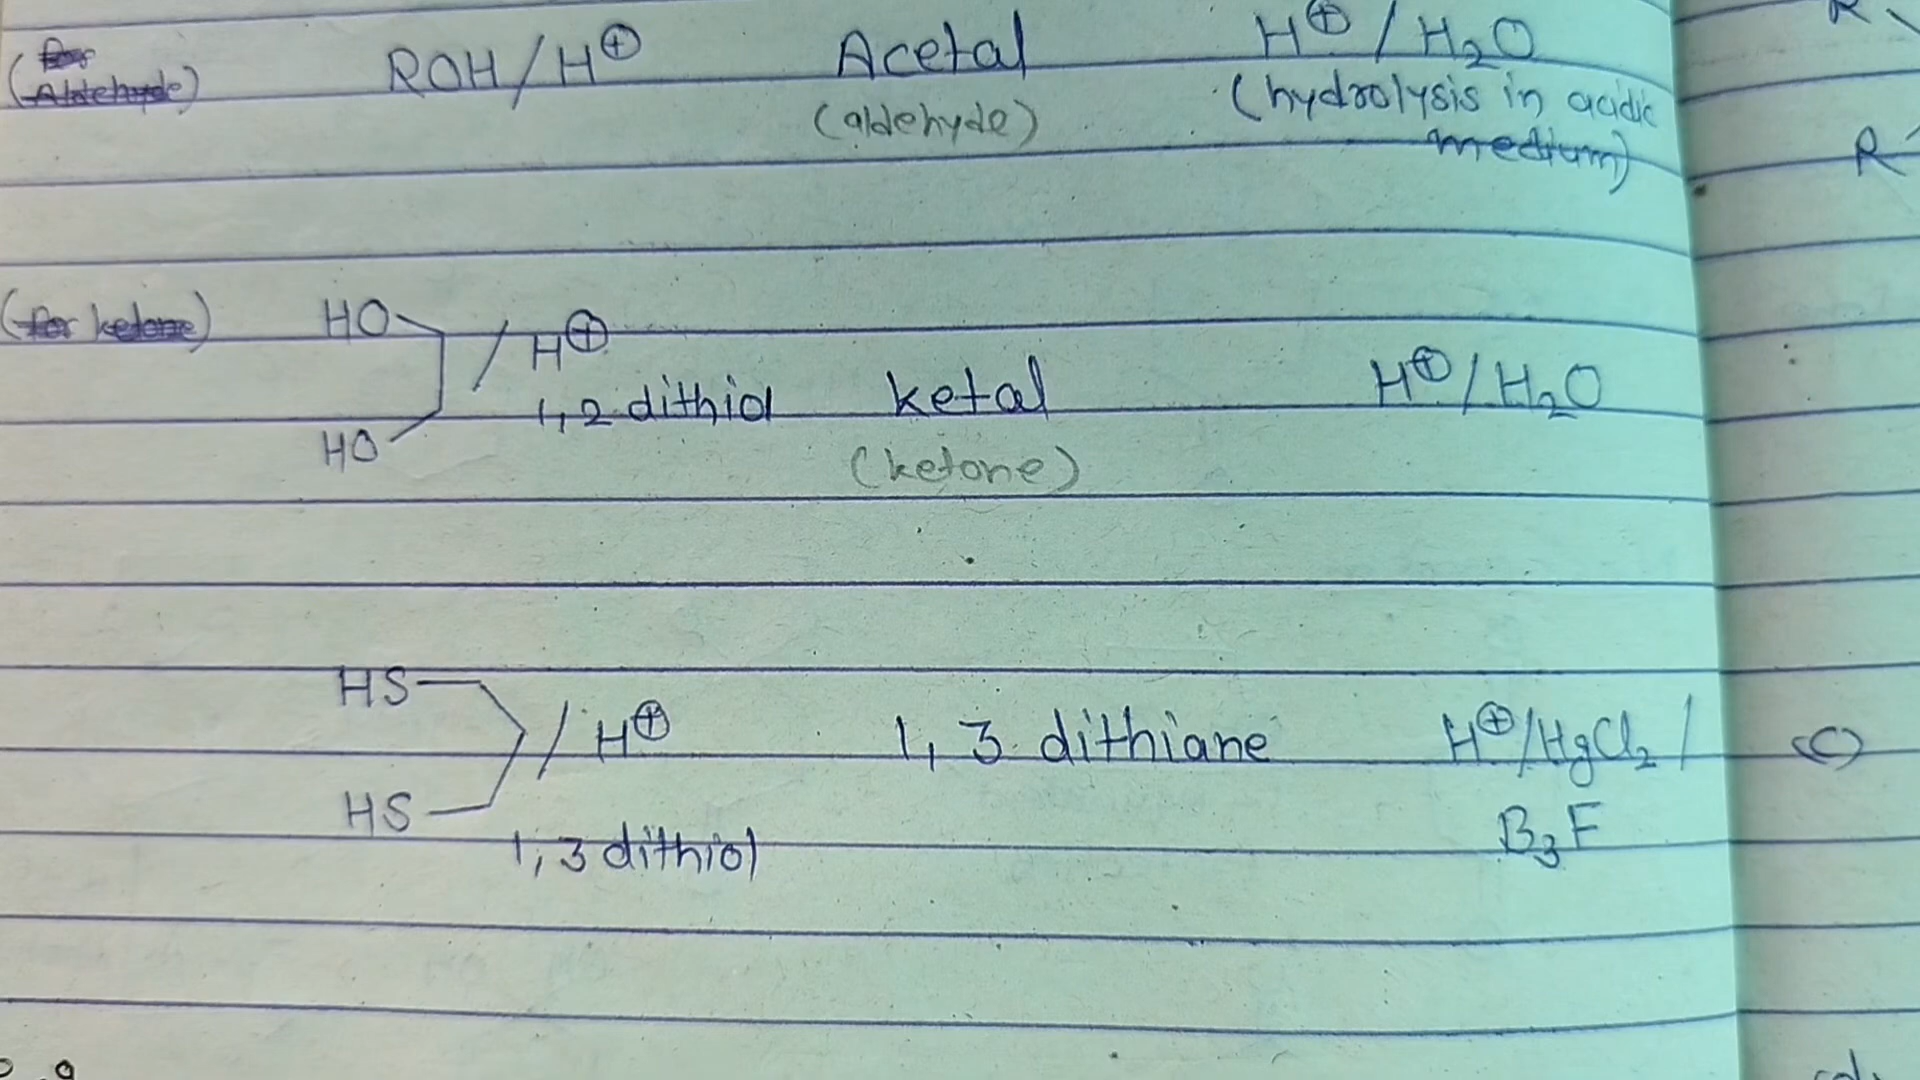 (for Aldehyde) ROH/H⊕ Acetal H⊕/H₂O
(aldehyde) (hydrolysis in acidic
medium)
R
R
(for ketone) HO / H⊕
1,2 dithiol ketal H⊕/H₂O
HO
(ketone)
HS / H⊕ 1, 3 dithiane H⊕/HgCl₂/
HS B₃F
1, 3 dithiol